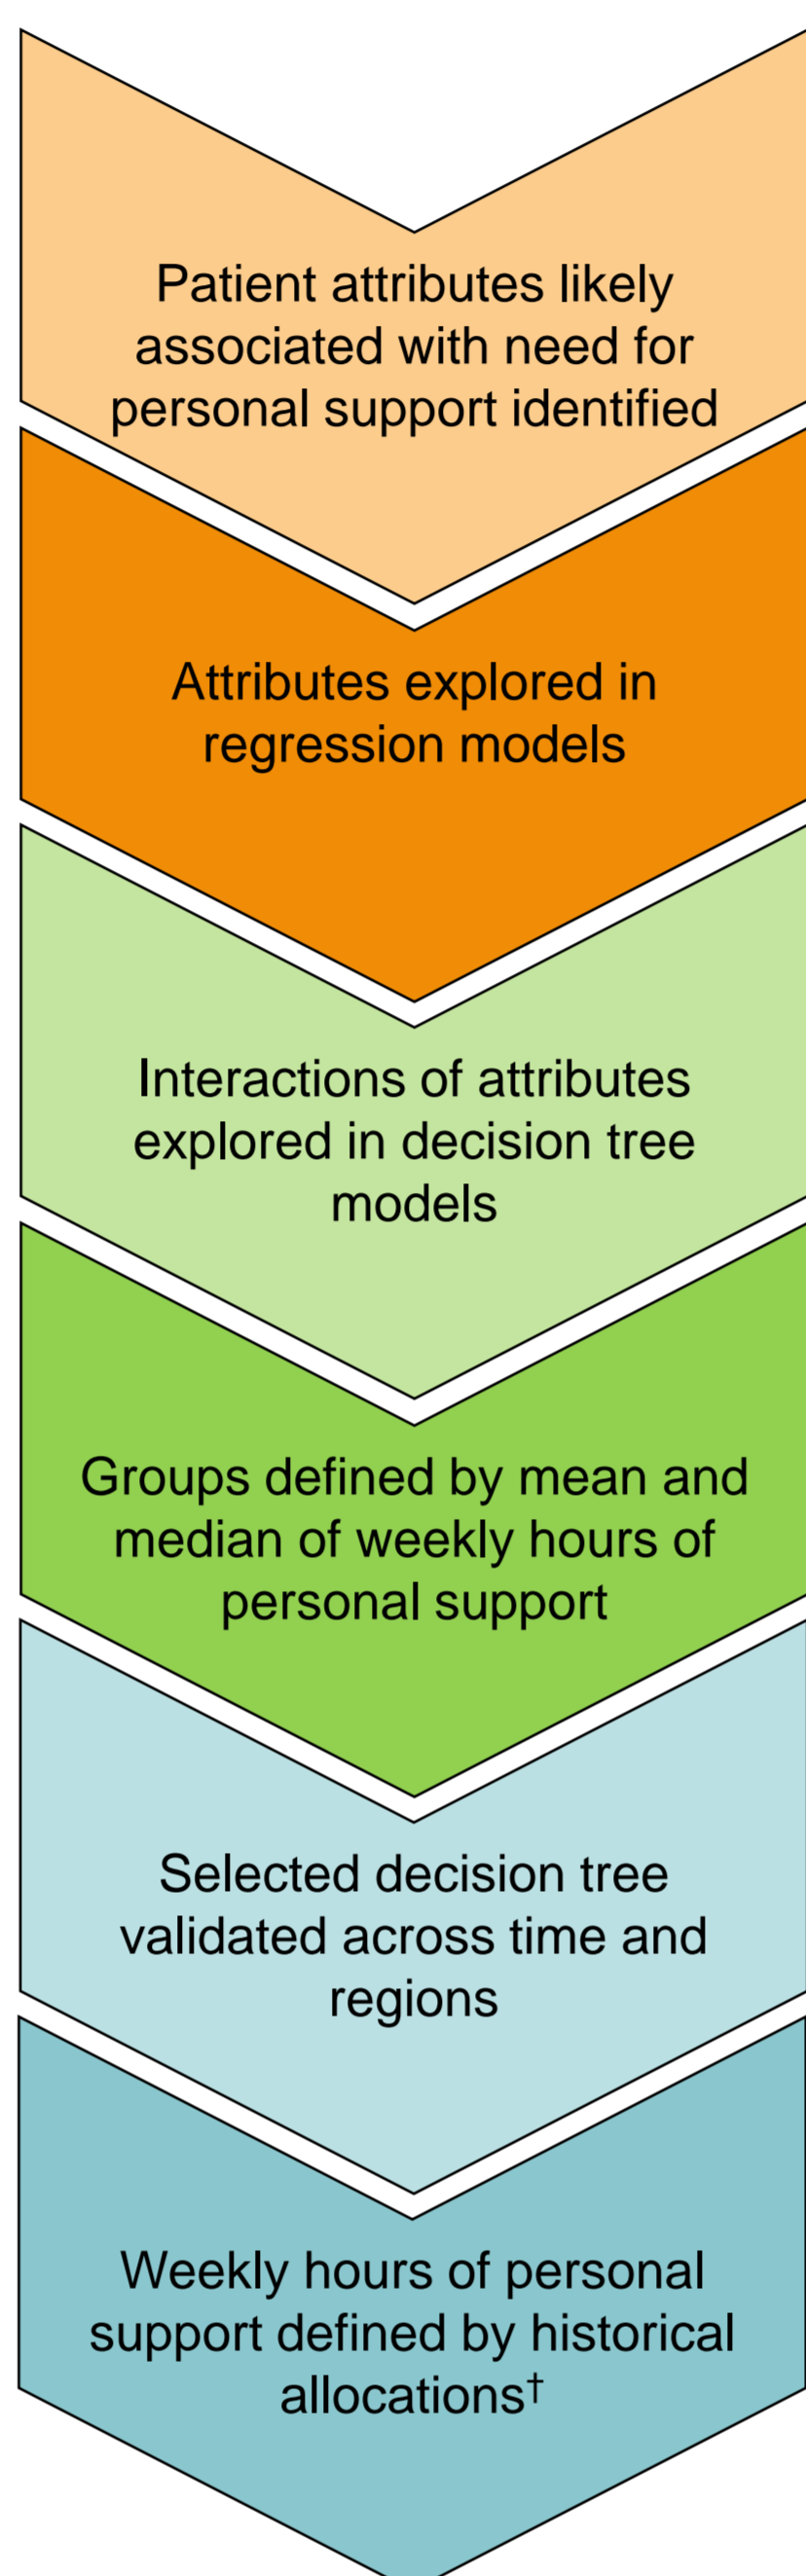 Patient attributes likely
associated with need for
personal support identified
Attributes explored in
regression models
Interactions of attributes
explored in decision tree
models
Groups defined by mean and
median of weekly hours of
personal support
Selected decision tree
validated across time and
regions
Weekly hours of personal
support defined by historical
allocations†